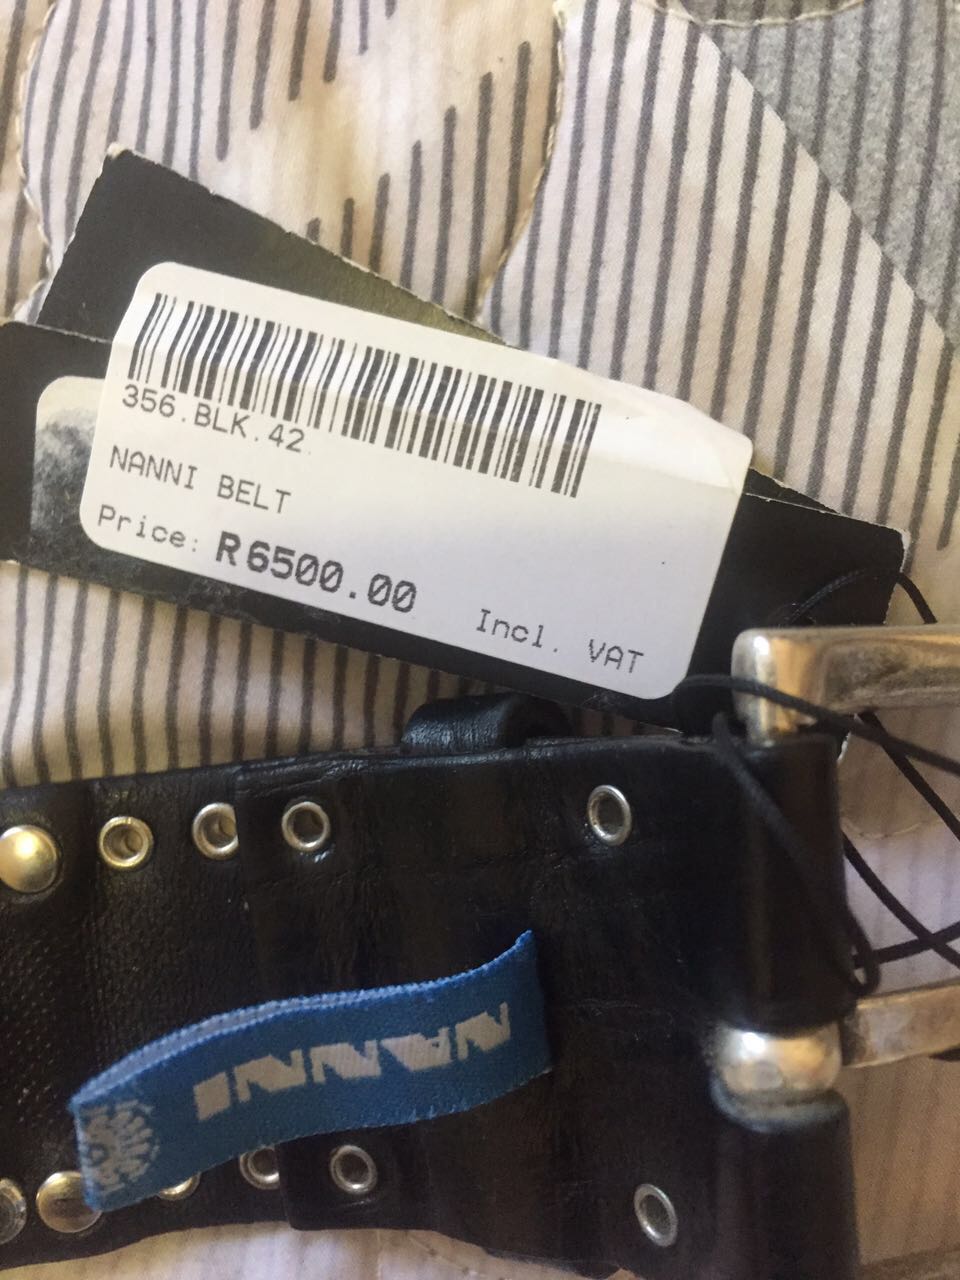 356.BLK.42
NANNI BELT
Price: R6500.00
Incl. VAT
NANNI